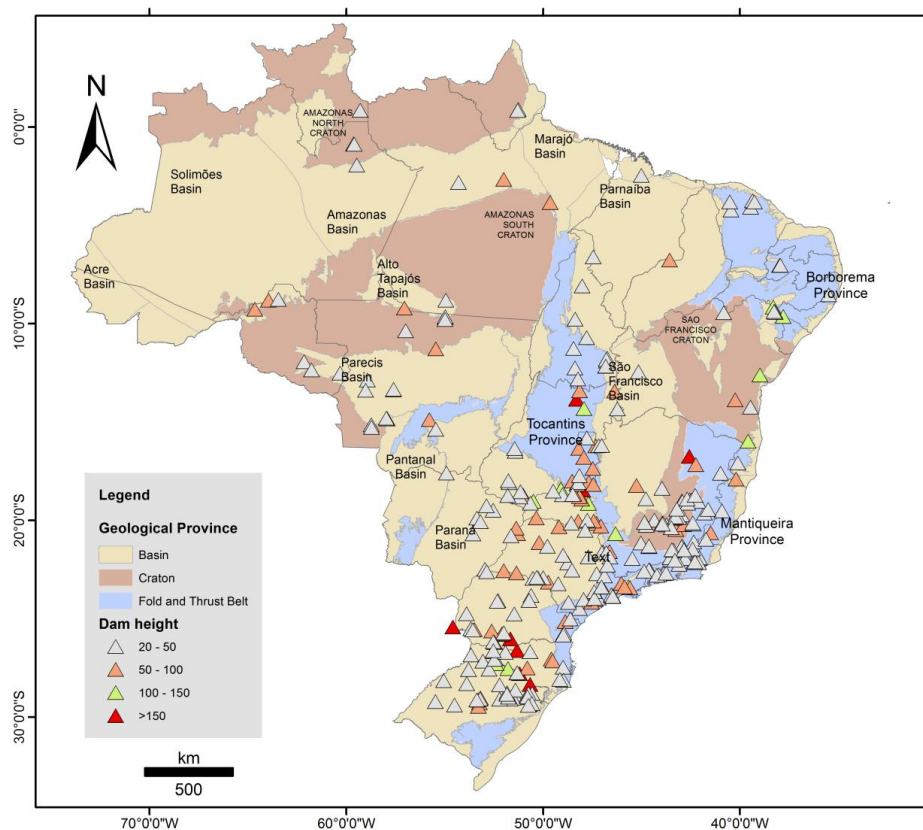 N
0°0'0"
10°0'0"S
20°0'0"S
30°0'0"S
AMAZONAS
NORTH
CRATON
Marajó
Basin
Solimões
Basin
Parnaíba
Basin
Amazonas
Basin
AMAZONAS
SOUTH
CRATON
Acre
Basin
Alto
Tapajós
Basin
Borborema
Province
SAO
FRANCISCO
CRATON
Parecis
Basin
São
Francisco
Basin
Tocantins
Province
Pantanal
Basin
Paraná
Basin
Mantiqueira
Province
Text
Legend
Geological Province
Basin
Craton
Fold and Thrust Belt
Dam height
20 - 50
50 - 100
100 - 150
>150
km
500
70°0'0"W
60°0'0"W
50°0'0"W
40°0'0"W